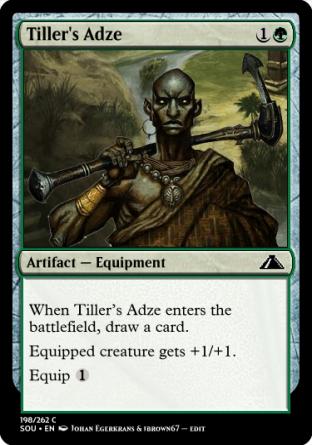 Tiller's Adze 1
Artifact — Equipment
When Tiller's Adze enters the
battlefield, draw a card.
Equipped creature gets +1/+1.
Equip 1
198/262 C
SOU • EN Johan Egerkrans & jbrown67 — EDIT